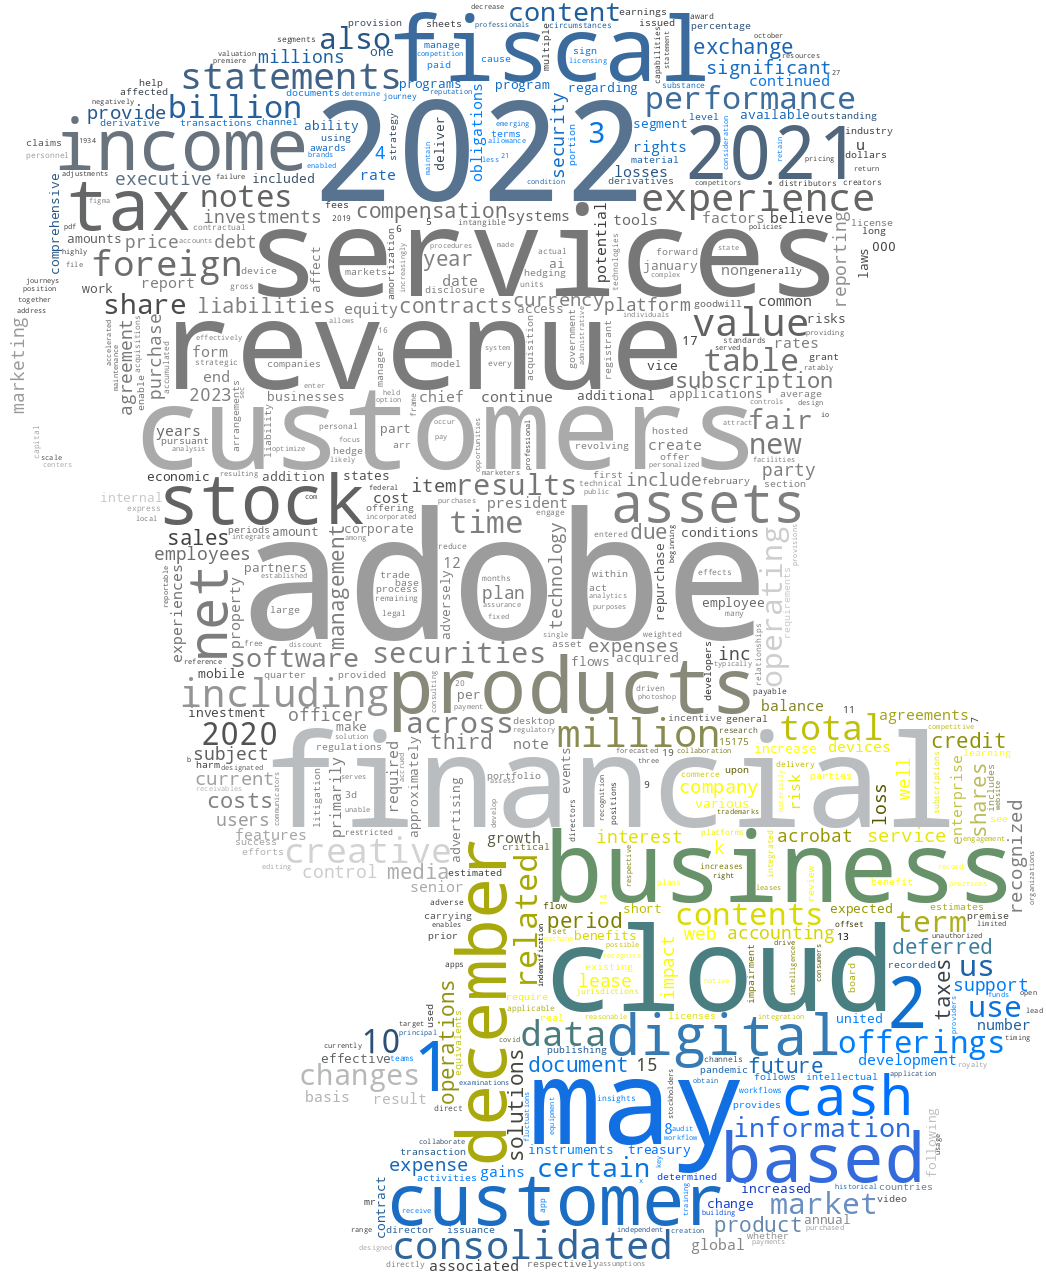 decrease
content earnings
fiscal
also
provision sheets professionals circumstances issued award
segments one manage competition multiple sign capabilities statement october
valuation premiere millions paid cause licensing exchange resources
statements significant 27
help affected programs program regarding substance continued
negatively documents determine journey reputation
provide billion performance
derivative transactions channel ability obligations emerging security 3 segment level available outstanding
claims 1934 income using strategy deliver terms allowance portion rights consideration industry
personnel awards 4 maintain less 21 2022 material 2021 retain pricing u dollars
brands enabled rate condition losses derivatives competitors distributors creators return
adjustments executive failure included experience
comprehensive figma tax notes contractual fees 2019 compensation 5 intangible systems potential tools factors believe policies license
pdf amounts price accounts debt investments 6 procedures made actual services forward state reporting long 000
highly file foreign device affect markets year ai technologies january non generally laws
journeys position work report gross amortization increasingly date disclosure hedging units complex
together address share liabilities equity contracts currency access platform goodwill common
allows 16 individuals value risks providing
marketing agreement accelerated maintenance acquisitions enable purchase accumulated effectively form strategic revenue system government administrative 17 standards served rates
companies manager model every acquisition registrant vice table grant ratably
end 2023 arrangements sec businesses enter held option frame chief continue additional subscription applications average controls design
customers personal occur attract io fair
capital years pursuant analysis liability optimize focus hedge likely part arr pay opportunities professional revolving hosted create offer personalized new facilities
scale centers economic resulting addition states marketers first technical include february party section
internal express local stock com federal cost item results purchases public assets
offering incorporated president engage
sales periods integrate amount corporate among time entered due beginning conditions provisions
employees reduce technology repurchase
reportable partners established trade base 12 months within effects operating requirements
experiences net property large management process remaining plan adobe act analytics employee
legal adversely assurance fixed purposes many
free discount single asset weighted expenses inc relationships
reference software securities flows acquired developers typically
mobile quarter provided consulting 20 per driven photoshop payable
including products payment balance 11
investment officer across desktop million incentive general total agreements 7
2020 make solution regulatory research 15175 competitive
b subject regulations third note forecasted 19 collaboration increase devices credit
harm designated accrued three learning
current receivables communicators litigation serves financial assess portfolio events recognition 9 commerce upon delivery parties well subscriptions includes website
costs 3d primarily required approximately company risk enterprise shares
users unable develop directors positions various trademarks loss see
features restricted advertising growth interest platforms acrobat service engagement recognized
success efforts creative critical k integrated organizations
editing control media estimated respective increases right business review record
senior leases benefit
adverse december related flow 14 short plans contents expected estimates premise
carrying enables period term limited
prior indemnification set benefits possible web accounting offset 13 unauthorized
apps existing impact drive deferred
lease jurisdictions native impairment intelligence consumers board recorded us
operations equivalents require cloud taxes support
target principal used applicable real reasonable licenses integration united 2 providers funds open
currently 10 covid data digital use number lead timing
effective teams publishing channels offerings
changes 1 examinations solutions document 15 pandemic future development royalty
follows intellectual application
basis result direct fluctuations equipment insights may stockholders obtain workflows provides cash
8 audit workflow information following usage
collaborate transaction instruments treasury
expense gains certain key determined based
activities x increased historical countries
mr contract receive customer app training change building market video
range director issuance independent creation product annual purchased
designed consolidated global whether payments
directly associated respectively assumptions